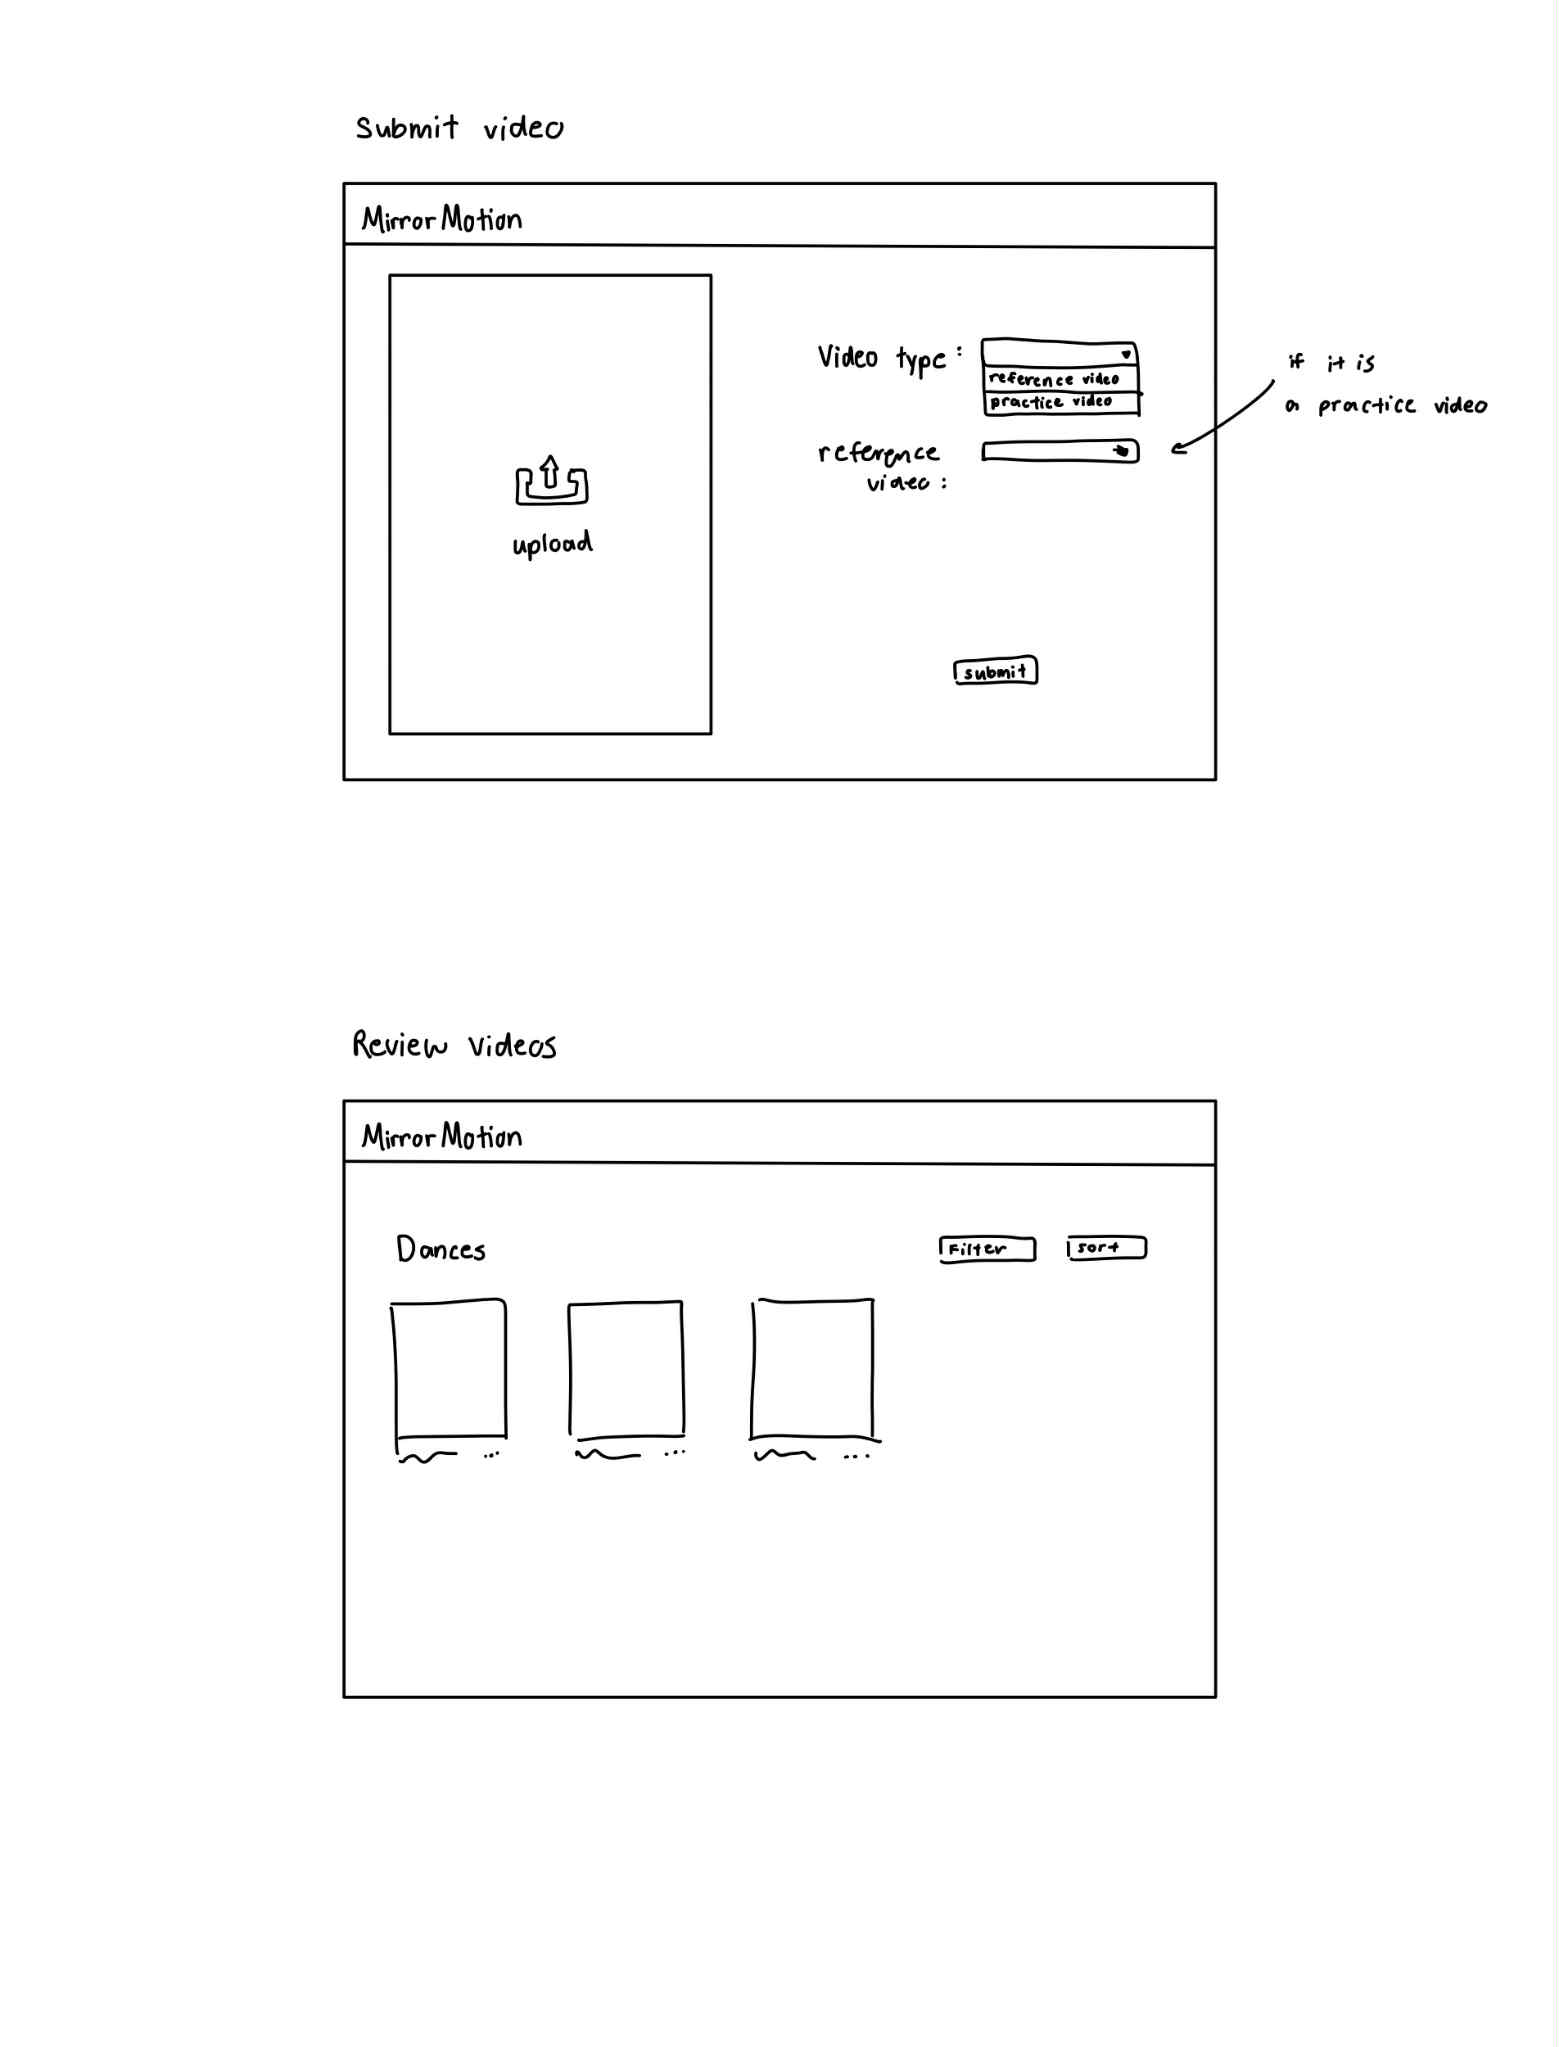 Submit video
MirrorMotion
Video type:
reference video
practice video
if it is
a practice video
reference
video:
upload
submit
Review Videos
MirrorMotion
Dances
Filter
sort